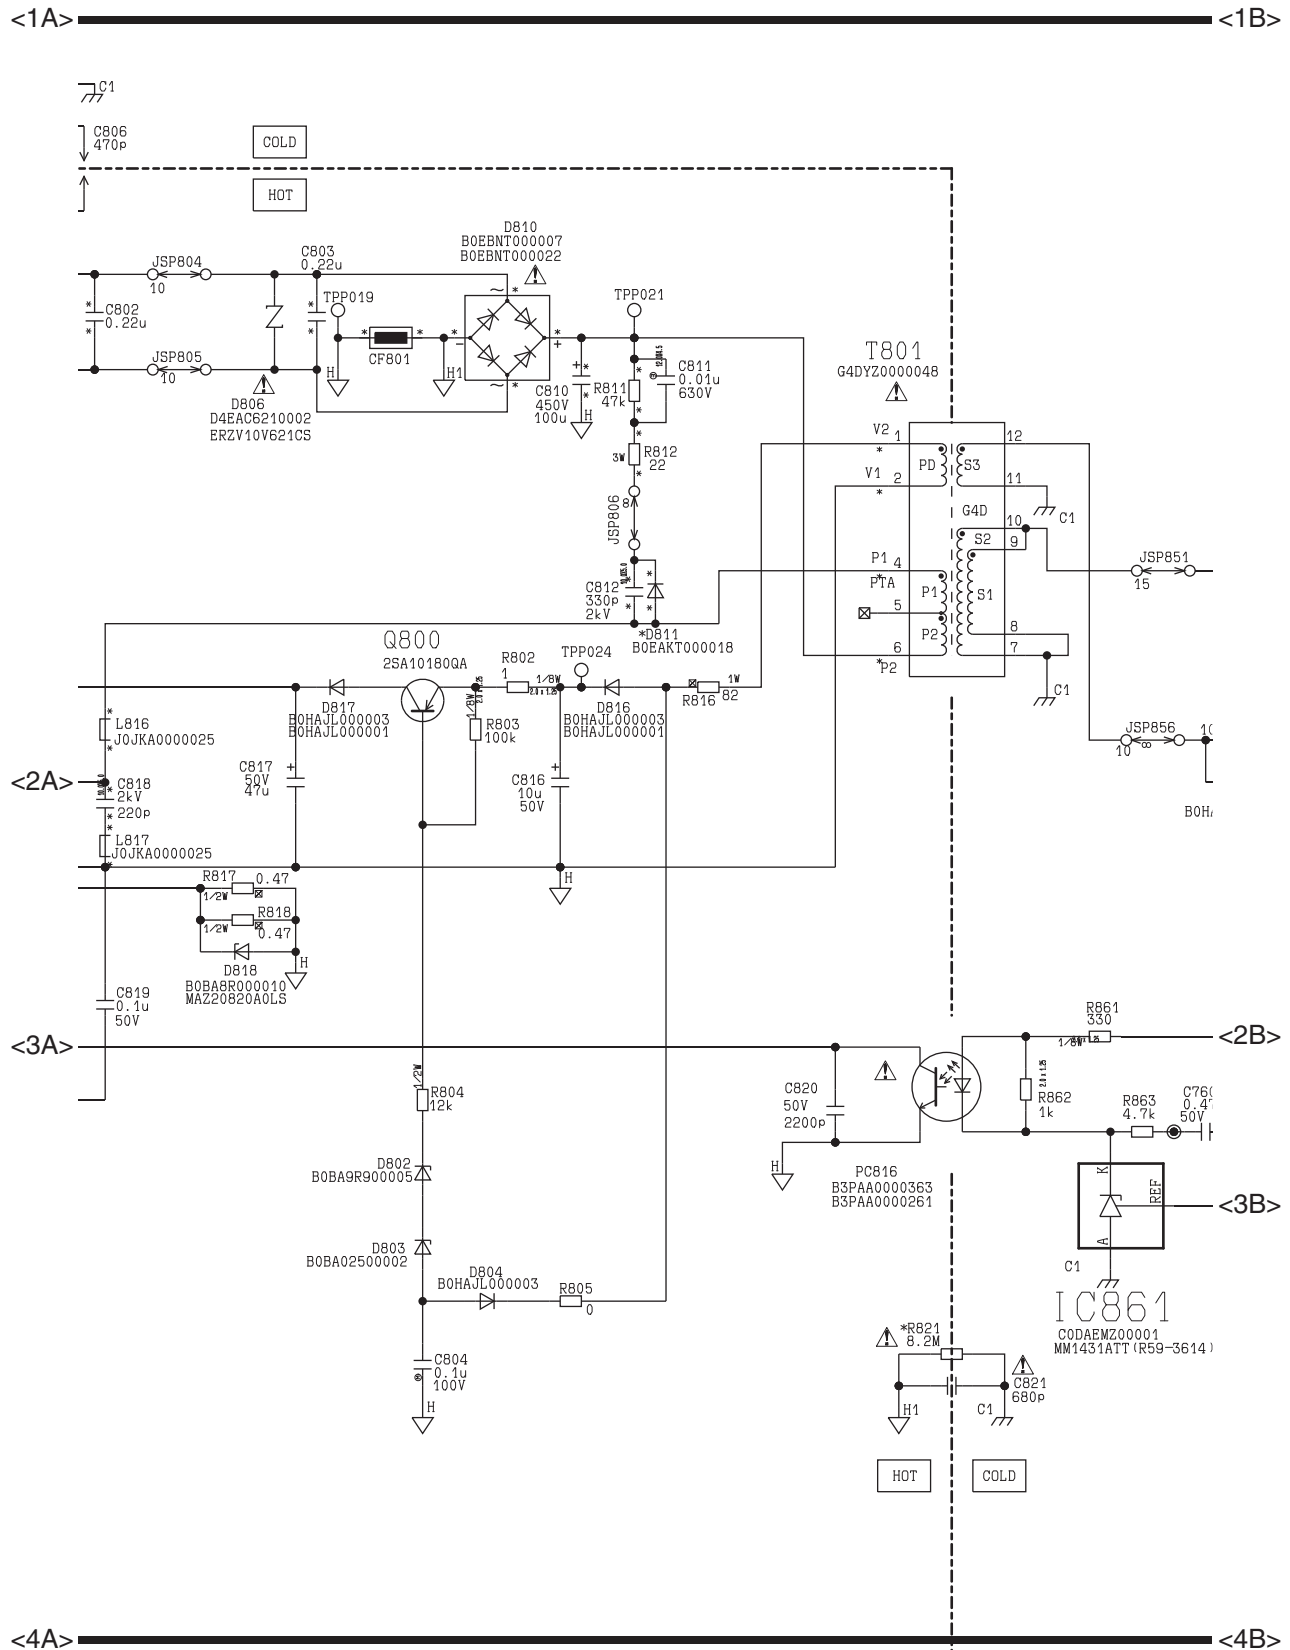 <1A>
<1B>
C1
C806
470p
COLD
HOT
D810
B0EBNT000007
B0EBNT000022
JSP804
10
C803
0.22u
TPP019
TPP021
C802
0.22u
CF801
H
H1
JSP805
10
D806
D4EAC6210002
ERZV10V621CS
C810
450V
100u
H
R811
47k
C811
0.01u
630V
3W
R812
22
JSP806
8
T801
G4DYZ0000048
V2
1
*
V1
2
*
PD
S3
12
11
C1
G4D
10
9
S2
P1
4
*
PTA
5
P1
P2
S1
6
*P2
8
7
C1
JSP851
15
C812
330p
2kV
*D811
B0EAKT000018
Q800
2SA1018OQA
R802
1
1/8W
TPP024
1W
R816
82
D817
B0HAJL000003
B0HAJL000001
1/8W
R803
100k
D816
B0HAJL000003
B0HAJL000001
L816
J0JKA0000025
C817
50V
47u
C816
10u
50V
JSP856
10
8
<2A>
C818
2kV
220p
L817
J0JKA0000025
H
R817
0.47
1/2W
R818
1/2W
0.47
D818
B0BA8R000010
MAZ20820A0LS
H
C819
0.1u
50V
<3A>
R861
330
<2B>
1/2W
R804
12k
C820
50V
2200p
H
R862
1k
R863
4.7k
50V
D802
B0BA9R900005
PC816
B3PAA0000363
B3PAA0000261
K
REF
A
<3B>
D803
B0BA02500002
C1
D804
B0HAJL000003
R805
0
IC861
C0DAEMZ00001
MM1431ATT(R59-3614)
*R821
8.2M
C804
0.1u
100V
H
C821
680p
H1
C1
HOT
COLD
<4A>
<4B>